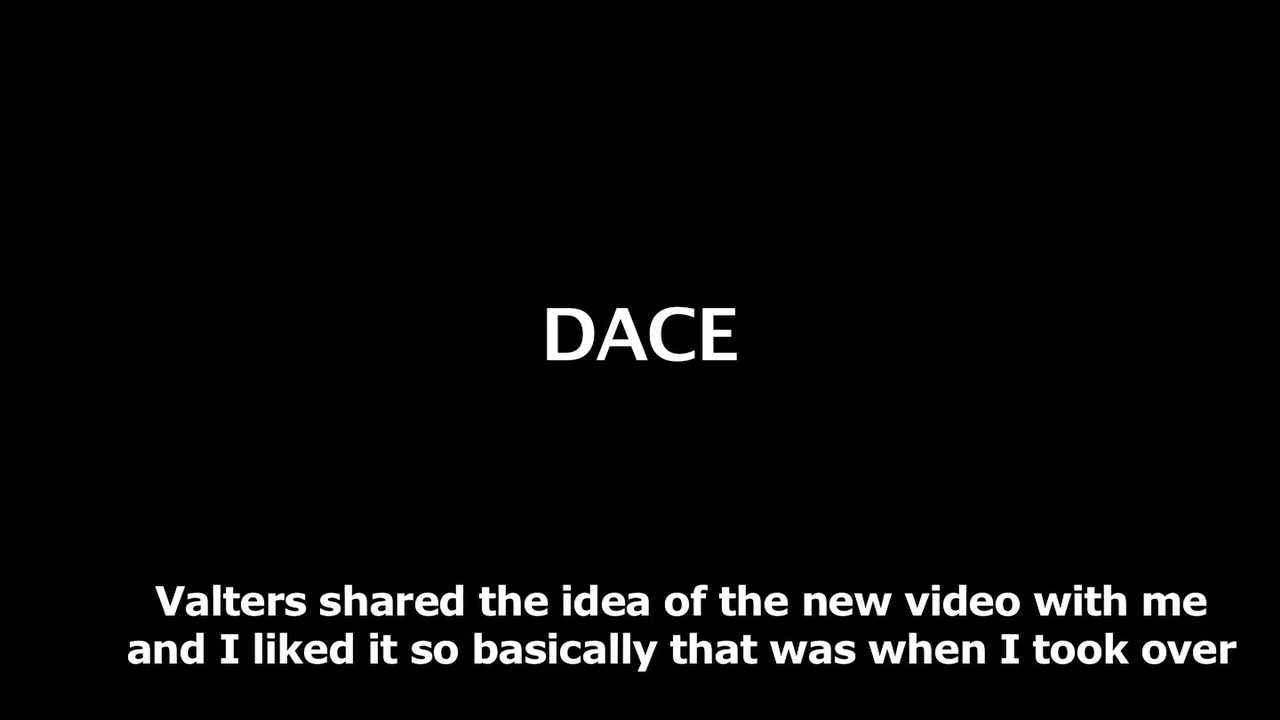 DACE
Valters shared the idea of the new video with me
and I liked it so basically that was when I took over